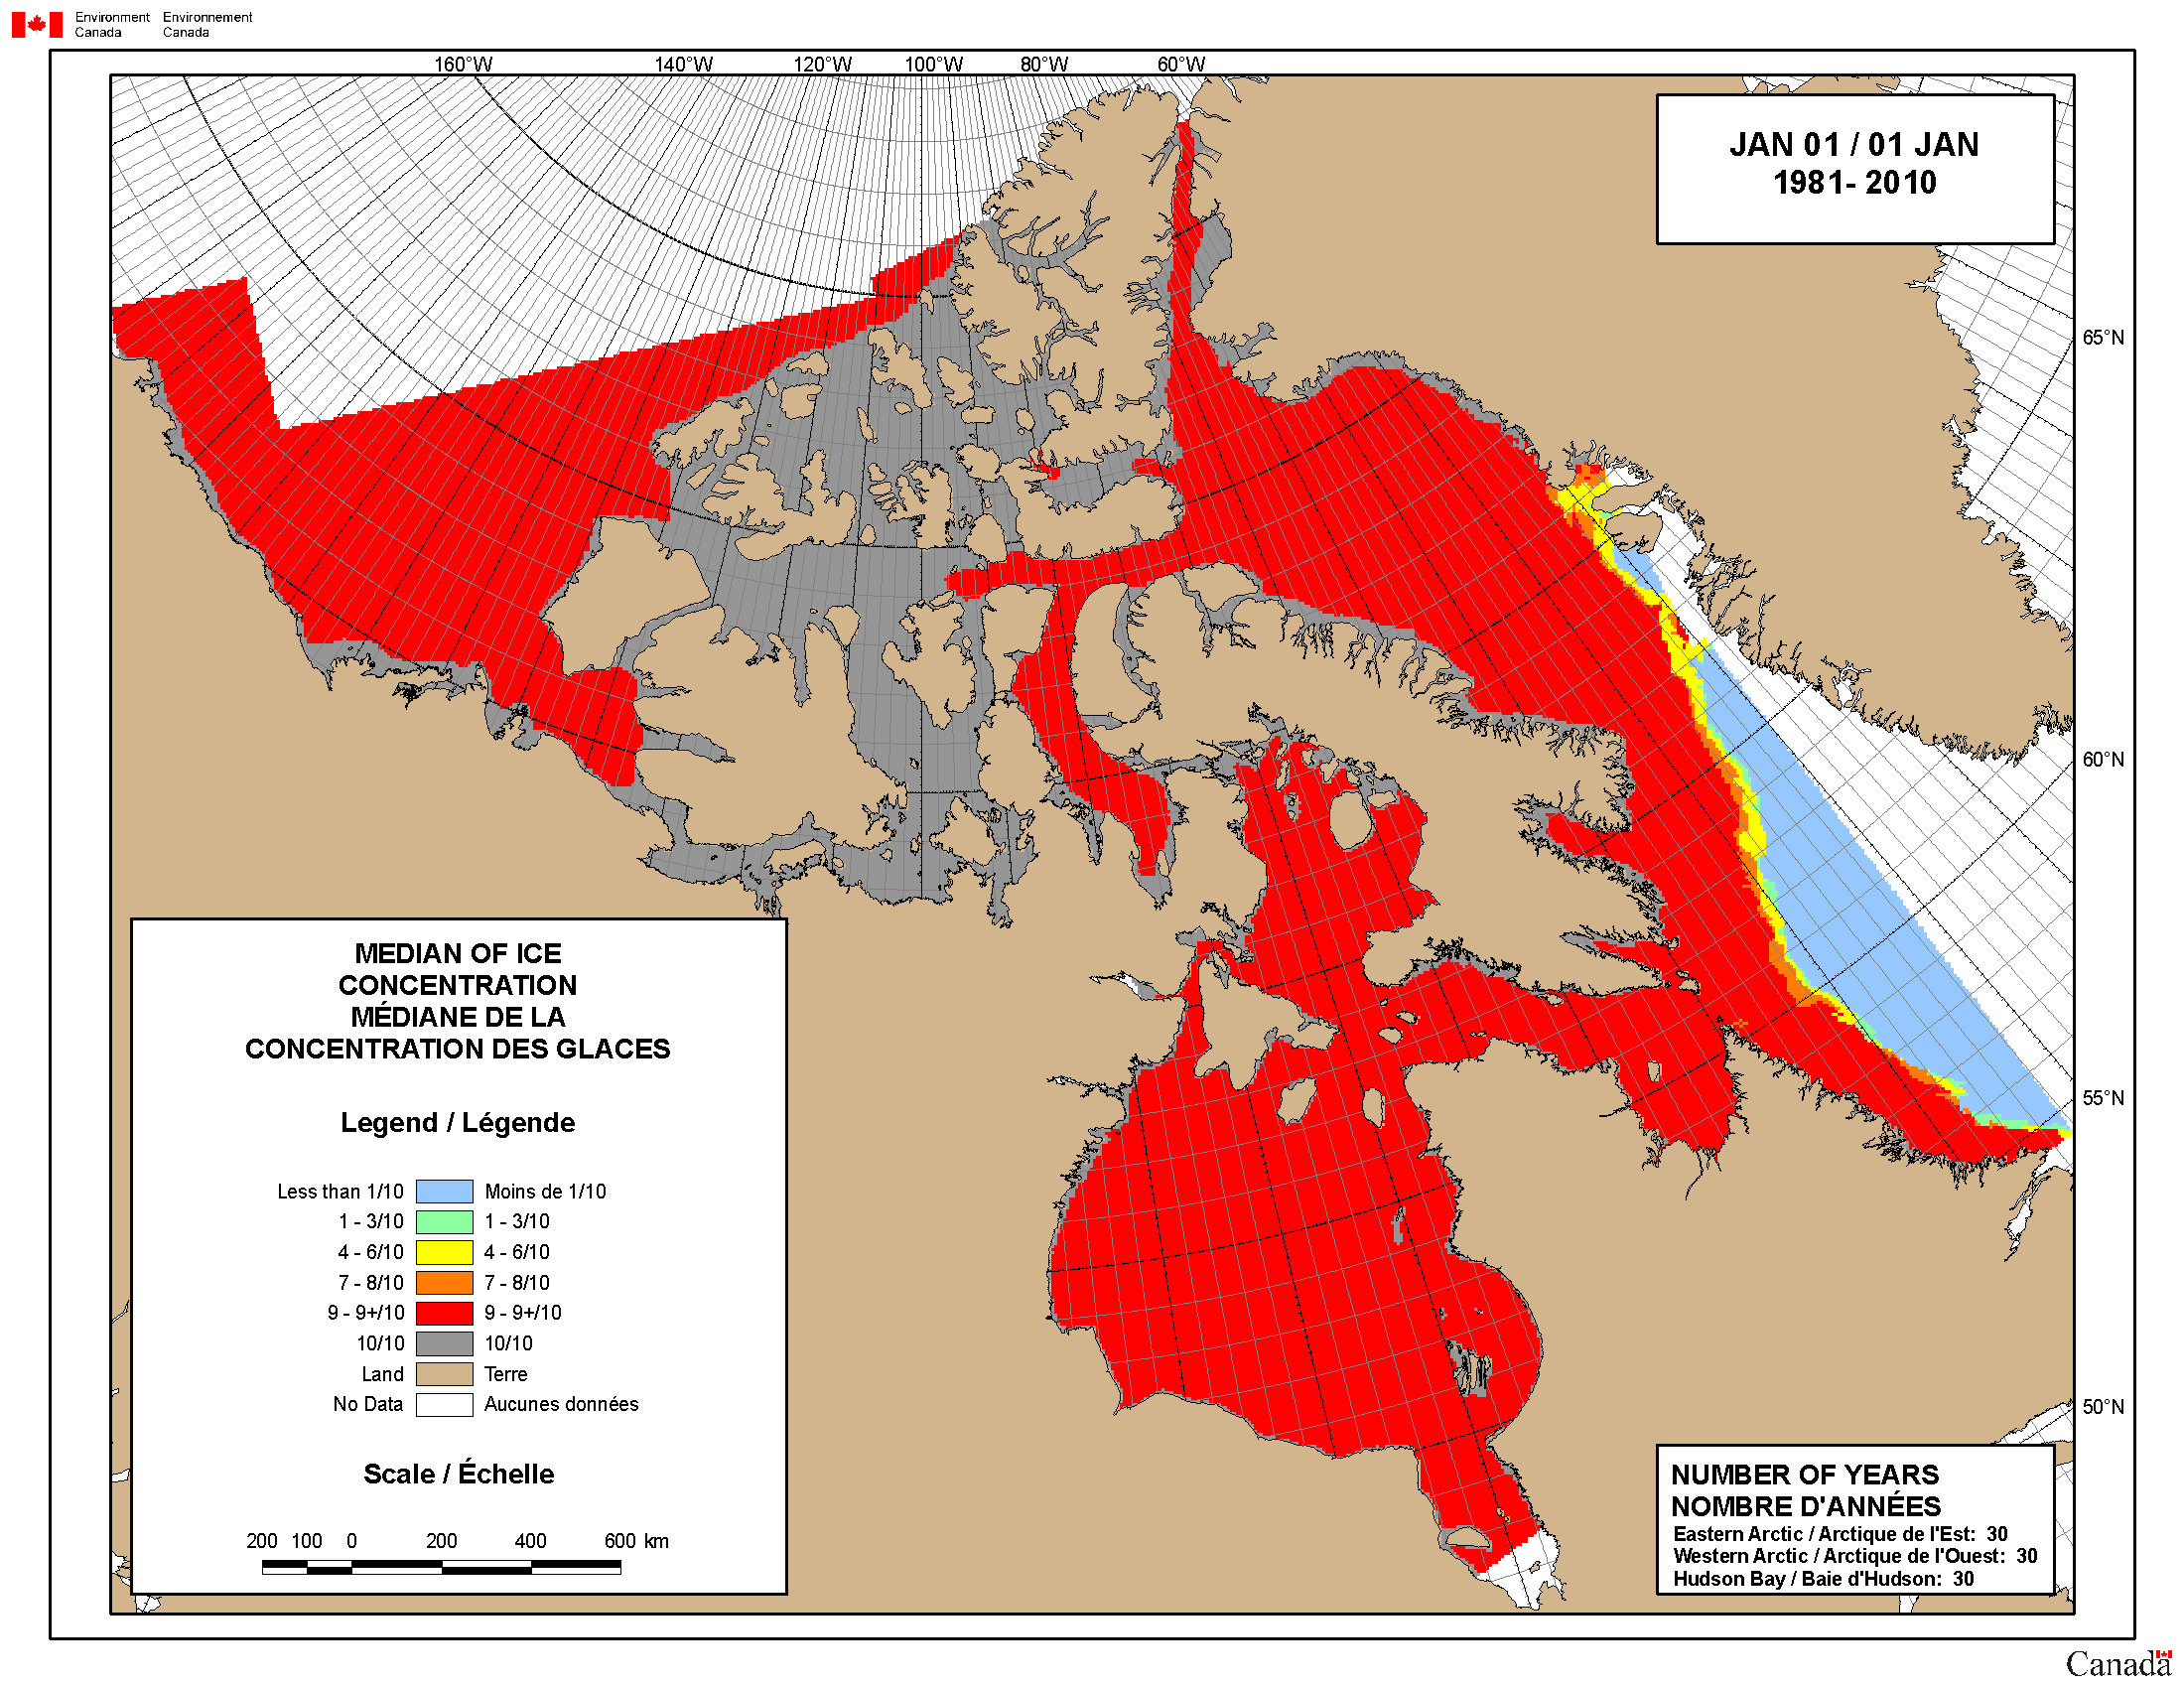 Environment Environnement
Canada Canada
160°W 140°W 120°W 100°W 80°W 60°W
JAN 01 / 01 JAN
1981- 2010
65°N
60°N
55°N
50°N
MEDIAN OF ICE
CONCENTRATION
MÉDIANE DE LA
CONCENTRATION DES GLACES
Legend / Légende
Less than 1/10 Moins de 1/10
1 - 3/10 1 - 3/10
4 - 6/10 4 - 6/10
7 - 8/10 7 - 8/10
9 - 9+/10 9 - 9+/10
10/10 10/10
Land Terre
No Data Aucunes données
Scale / Échelle
200 100 0 200 400 600 km
NUMBER OF YEARS
NOMBRE D'ANNÉES
Eastern Arctic / Arctique de l'Est: 30
Western Arctic / Arctique de l'Ouest: 30
Hudson Bay / Baie d'Hudson: 30
Canada